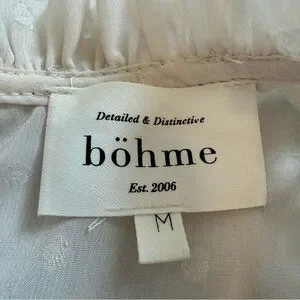 Detailed & Distinctive
böhme
Est. 2006
M